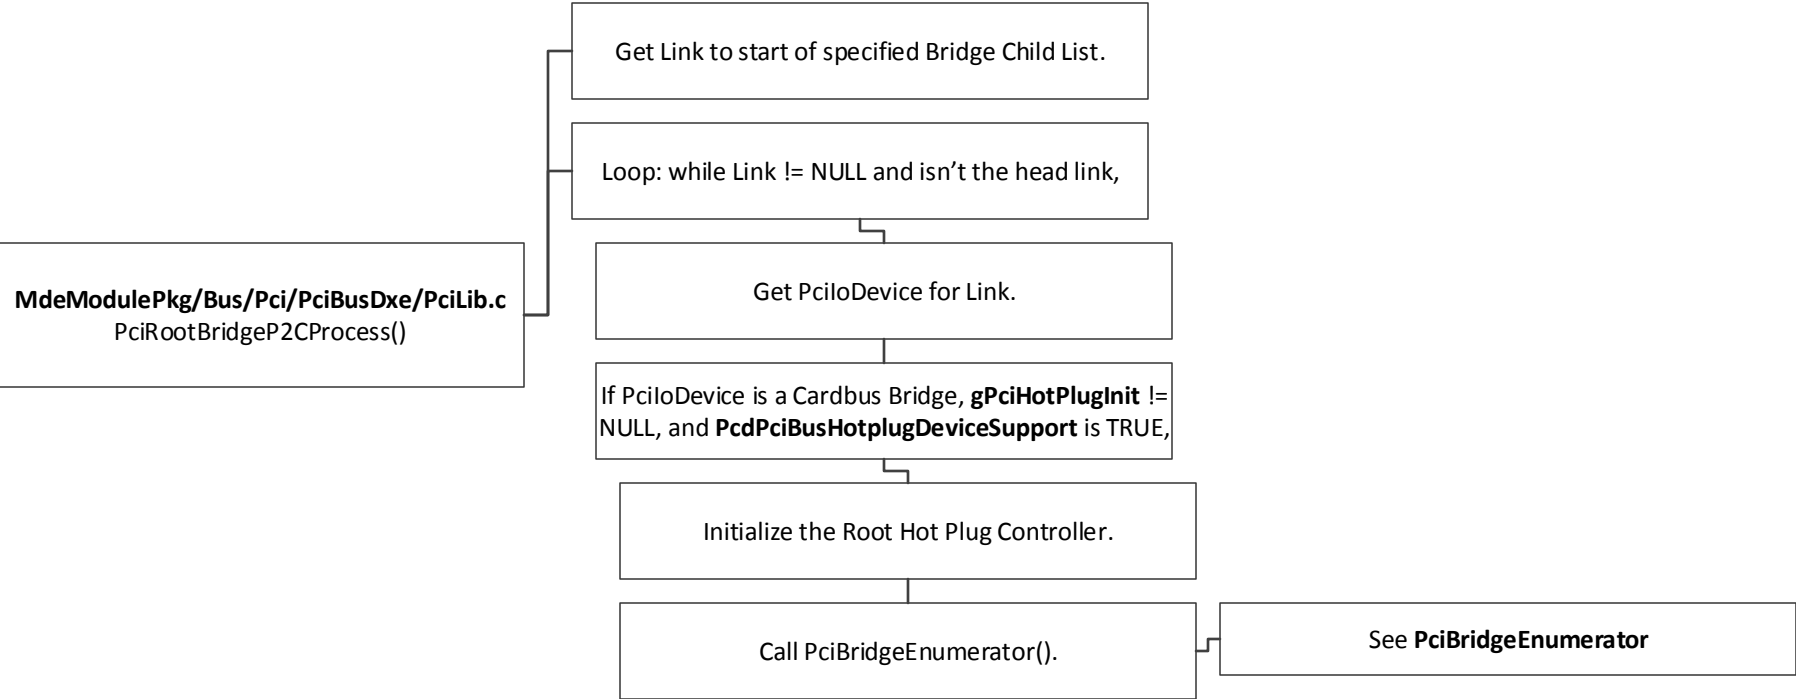 Get Link to start of specified Bridge Child List.
Loop: while Link != NULL and isn’t the head link,
MdeModulePkg/Bus/Pci/PciBusDxe/PciLib.c
PciRootBridgeP2CProcess()
Get PciIoDevice for Link.
If PciIoDevice is a Cardbus Bridge, gPciHotPlugInit !=
NULL, and PcdPciBusHotplugDeviceSupport is TRUE,
Initialize the Root Hot Plug Controller.
Call PciBridgeEnumerator().
See PciBridgeEnumerator